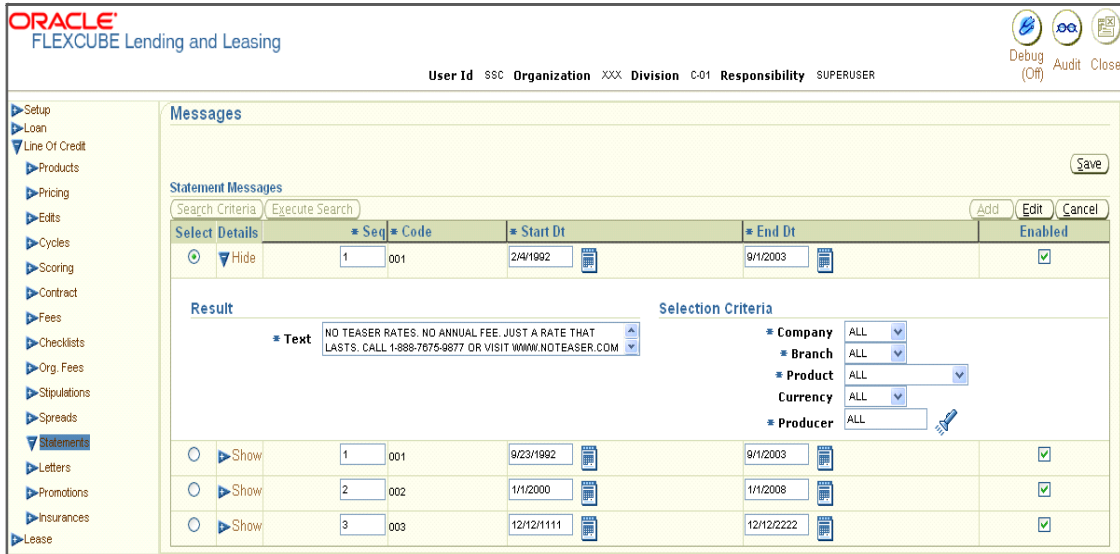 ORACLE
FLEXCUBE Lending and Leasing
Debug (Off)
Audit
Close
User Id SSC Organization XXX Division C-01 Responsibility SUPERUSER
Setup
Loan
Line Of Credit
Products
Pricing
Edits
Cycles
Scoring
Contract
Fees
Checklists
Org. Fees
Stipulations
Spreads
Statements
Letters
Promotions
Insurances
Lease
Messages
Save
Statement Messages
Search Criteria Execute Search Add Edit Cancel
Select Details * Seq * Code * Start Dt * End Dt Enabled
Hide 1 001 2/4/1992 9/1/2003
Result
* Text NO TEASER RATES. NO ANNUAL FEE. JUST A RATE THAT
LASTS. CALL 1-888-7675-9877 OR VISIT WWW.NOTEASER.COM
Selection Criteria
* Company ALL
* Branch ALL
* Product ALL
Currency ALL
* Producer ALL
Show 1 001 9/23/1992 9/1/2003
Show 2 002 1/1/2000 1/1/2008
Show 3 003 12/12/1111 12/12/2222